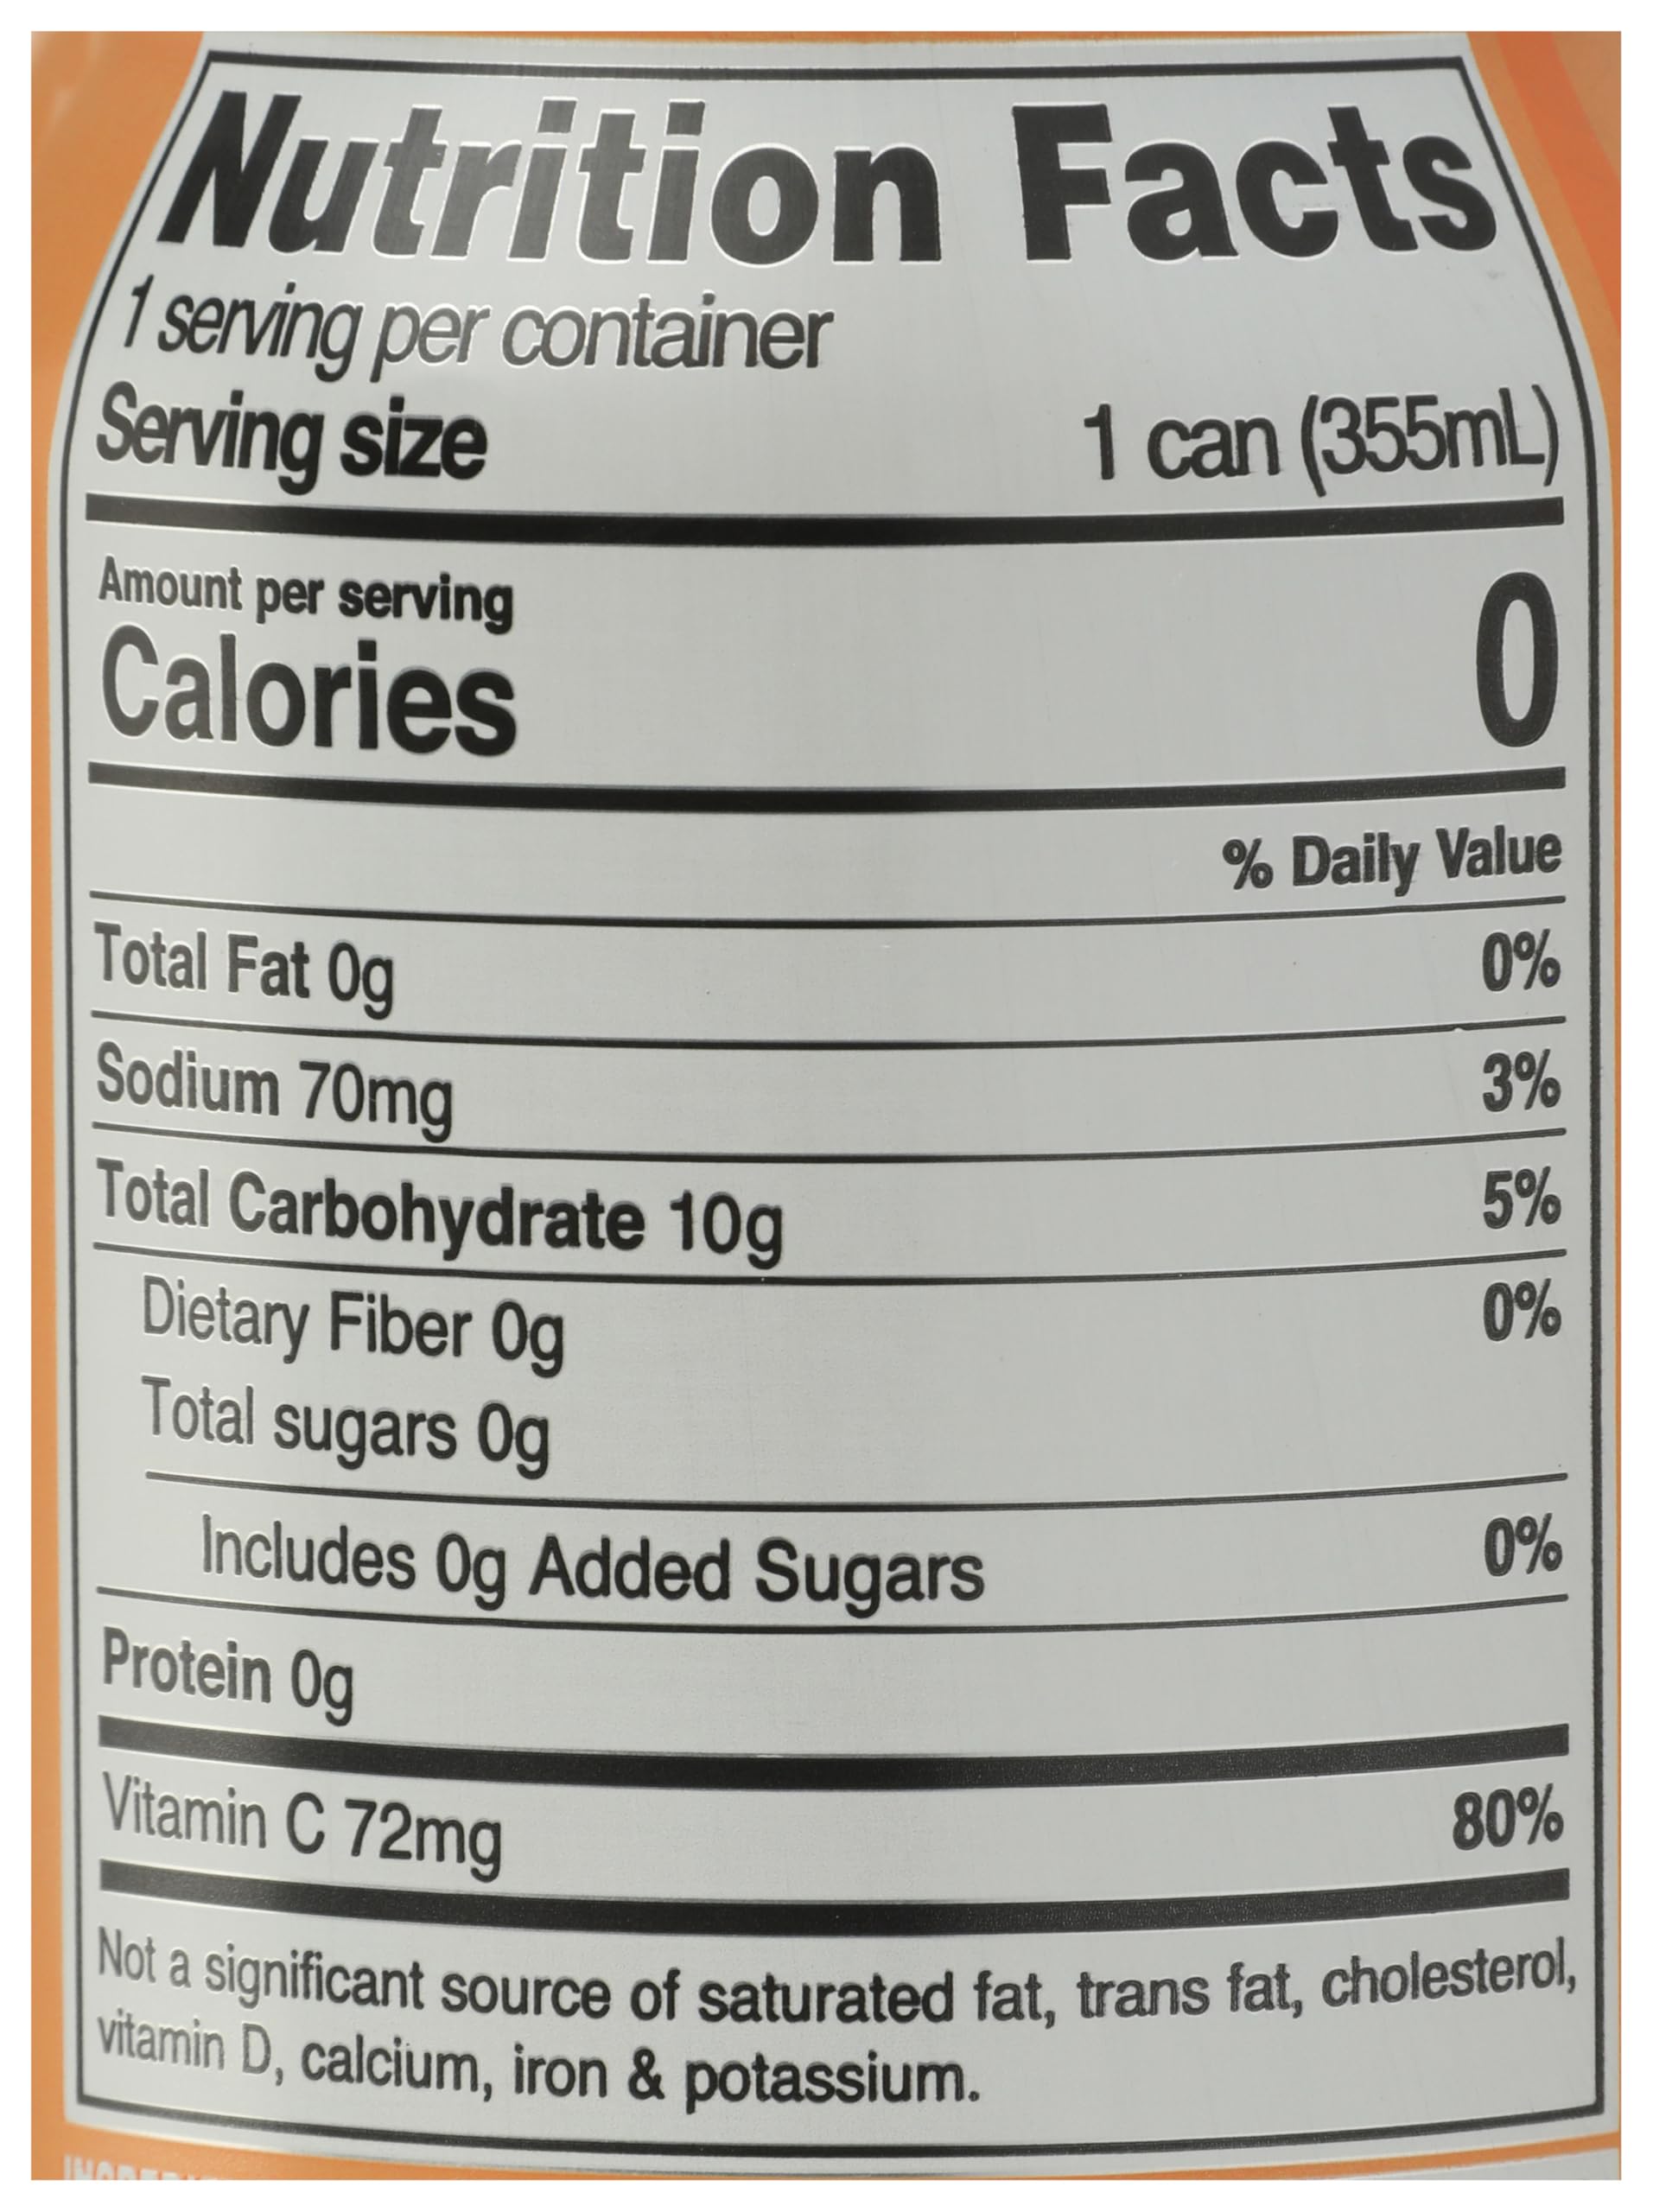 Nutrition Facts
1 serving per container
Serving size 1 can (355mL)
Amount per serving
Calories 0
% Daily Value
Total Fat 0g 0%
Sodium 70mg 3%
Total Carbohydrate 10g 5%
Dietary Fiber 0g 0%
Total sugars 0g
Includes 0g Added Sugars 0%
Protein 0g
Vitamin C 72mg 80%
Not a significant source of saturated fat, trans fat, cholesterol,
vitamin D, calcium, iron & potassium.